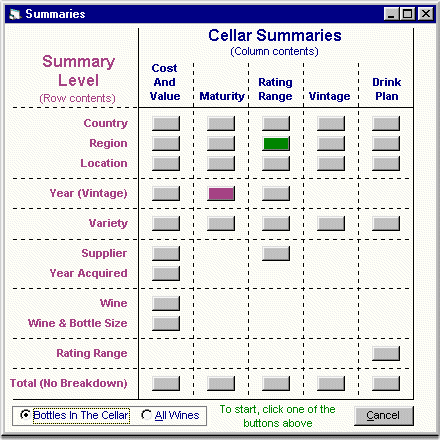 Summaries
Cellar Summaries
(Column contents)
Summary
Level
(Row contents)
Cost
And
Value
Maturity
Rating
Range
Vintage
Drink
Plan
Country
Region
Location
Year (Vintage)
Variety
Supplier
Year Acquired
Wine
Wine & Bottle Size
Rating Range
Total (No Breakdown)
Bottles In The Cellar
All Wines
To start, click one of the
buttons above
Cancel